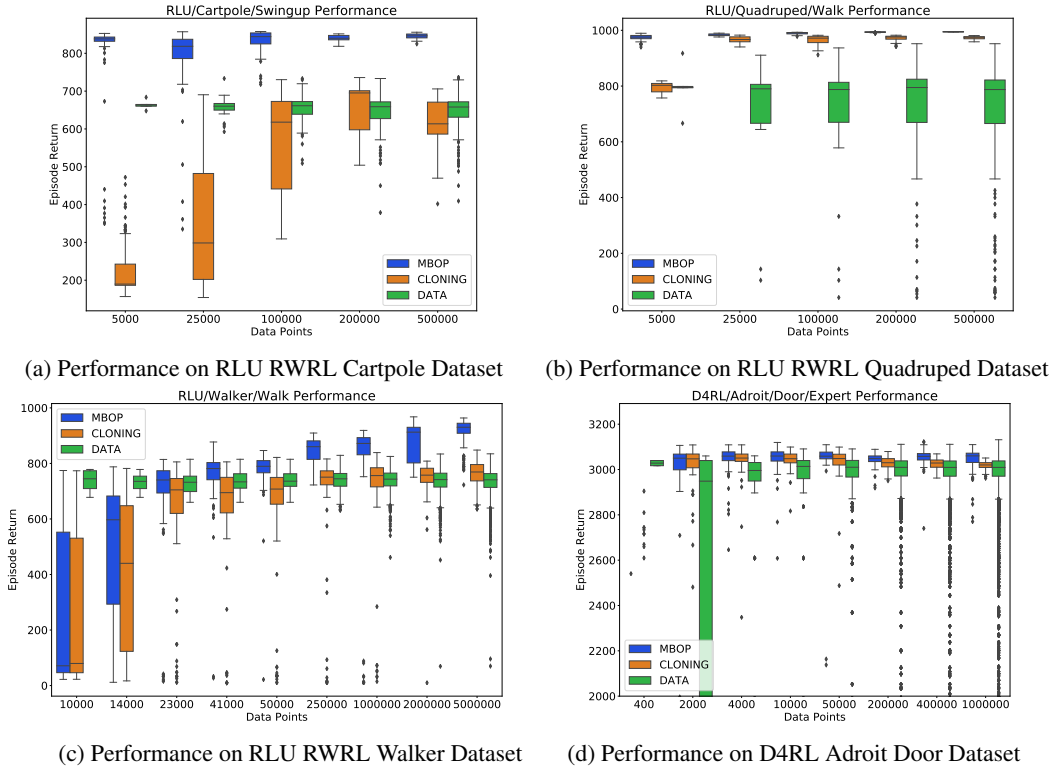 RLU/Cartpole/Swingup Performance
800
700
600
500
400
300
200
Episode Return
MBOP
CLONING
DATA
5000 25000 100000 200000 500000
Data Points
(a) Performance on RLU RWRL Cartpole Dataset
RLU/Quadruped/Walk Performance
1000
800
600
400
200
0
Episode Return
MBOP
CLONING
DATA
5000 25000 100000 200000 500000
Data Points
(b) Performance on RLU RWRL Quadruped Dataset
RLU/Walker/Walk Performance
1000
800
600
400
200
0
Episode Return
MBOP
CLONING
DATA
10000 14000 23000 41000 50000 250000 1000000 2000000 5000000
Data Points
(c) Performance on RLU RWRL Walker Dataset
D4RL/Adroit/Door/Expert Performance
3200
3000
2800
2600
2400
2200
2000
Episode Return
MBOP
CLONING
DATA
400 2000 4000 10000 50000 200000 400000 1000000
Data Points
(d) Performance on D4RL Adroit Door Dataset